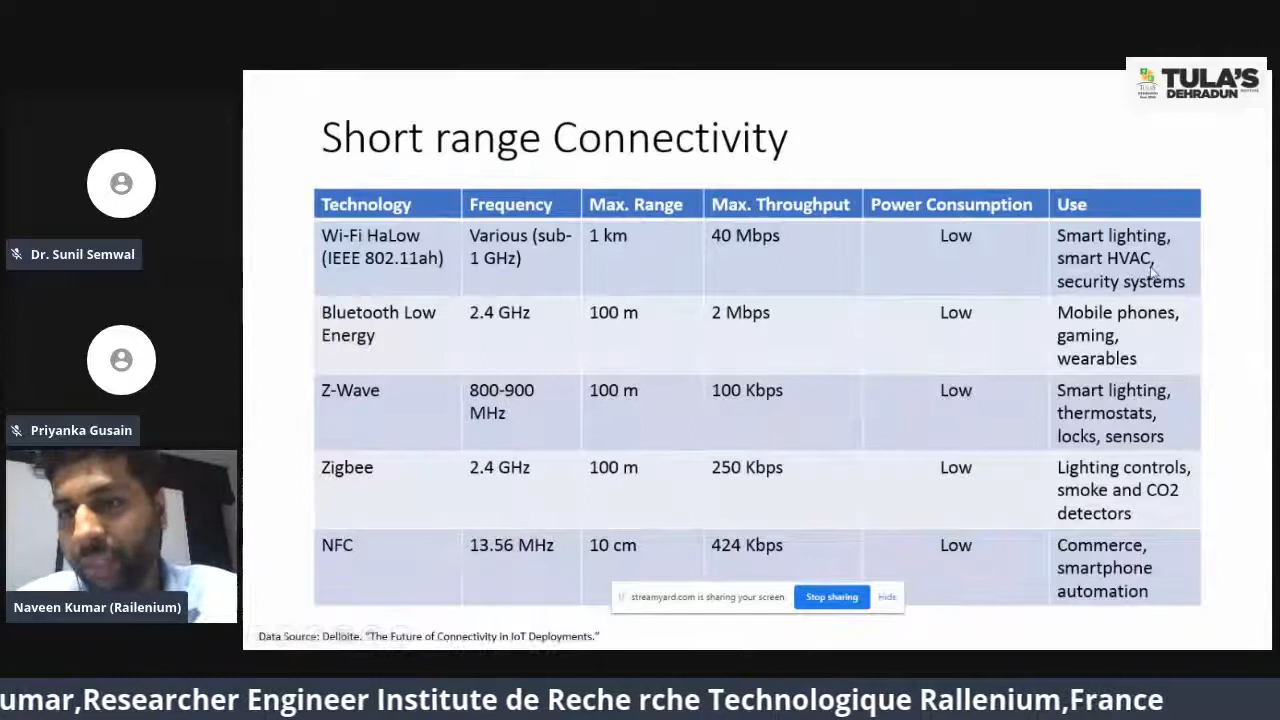 TULA'S
DEHRADUN
Short range Connectivity
Technology Frequency Max. Range Max. Throughput Power Consumption Use
Wi-Fi HaLow (IEEE 802.11ah) Various (sub-1 GHz) 1 km 40 Mbps Low Smart lighting, smart HVAC, security systems
Bluetooth Low Energy 2.4 GHz 100 m 2 Mbps Low Mobile phones, gaming, wearables
Z-Wave 800-900 MHz 100 m 100 Kbps Low Smart lighting, thermostats, locks, sensors
Zigbee 2.4 GHz 100 m 250 Kbps Low Lighting controls, smoke and CO2 detectors
NFC 13.56 MHz 10 cm 424 Kbps Low Commerce, smartphone automation
streamyard.com is sharing your screen. Stop sharing Hide
Data Source: Delloite. "The Future of Connectivity in IoT Deployments."
Dr. Sunil Semwal
Priyanka Gusain
Naveen Kumar (Railenium)
umar,Researcher Engineer Institute de Reche rche Technologique Rallenium,France